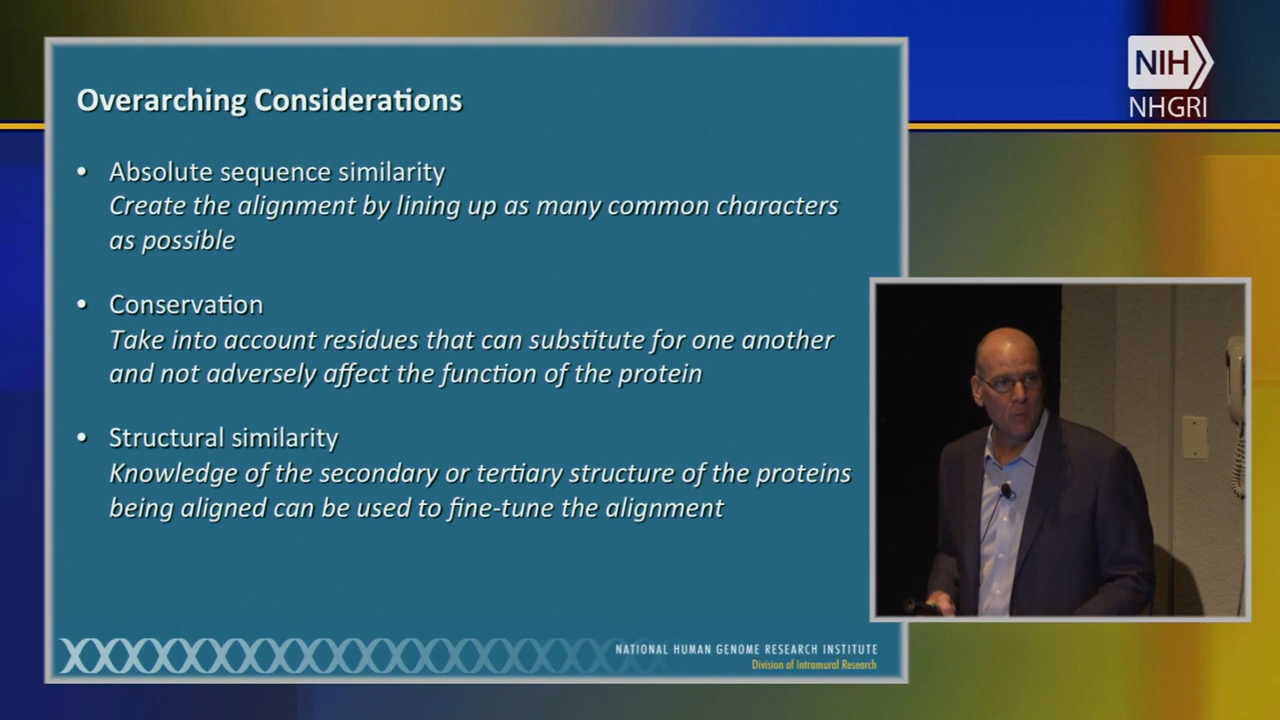 NIH
NHGRI
Overarching Considerations
• Absolute sequence similarity
Create the alignment by lining up as many common characters
as possible
• Conservation
Take into account residues that can substitute for one another
and not adversely affect the function of the protein
• Structural similarity
Knowledge of the secondary or tertiary structure of the proteins
being aligned can be used to fine-tune the alignment
NATIONAL HUMAN GENOME RESEARCH INSTITUTE
Division of Intramural Research